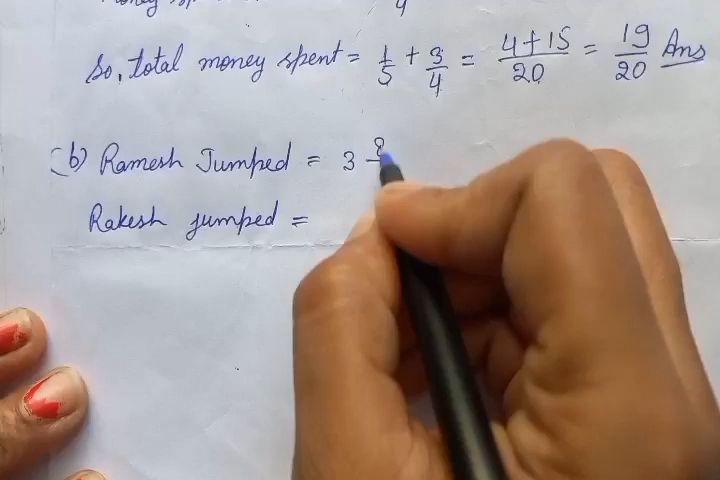 So, total money spent = 1/5 + 3/4 = 4+15/20 = 19/20 Ans
(b) Ramesh Jumped = 3 8
Rakesh jumped =